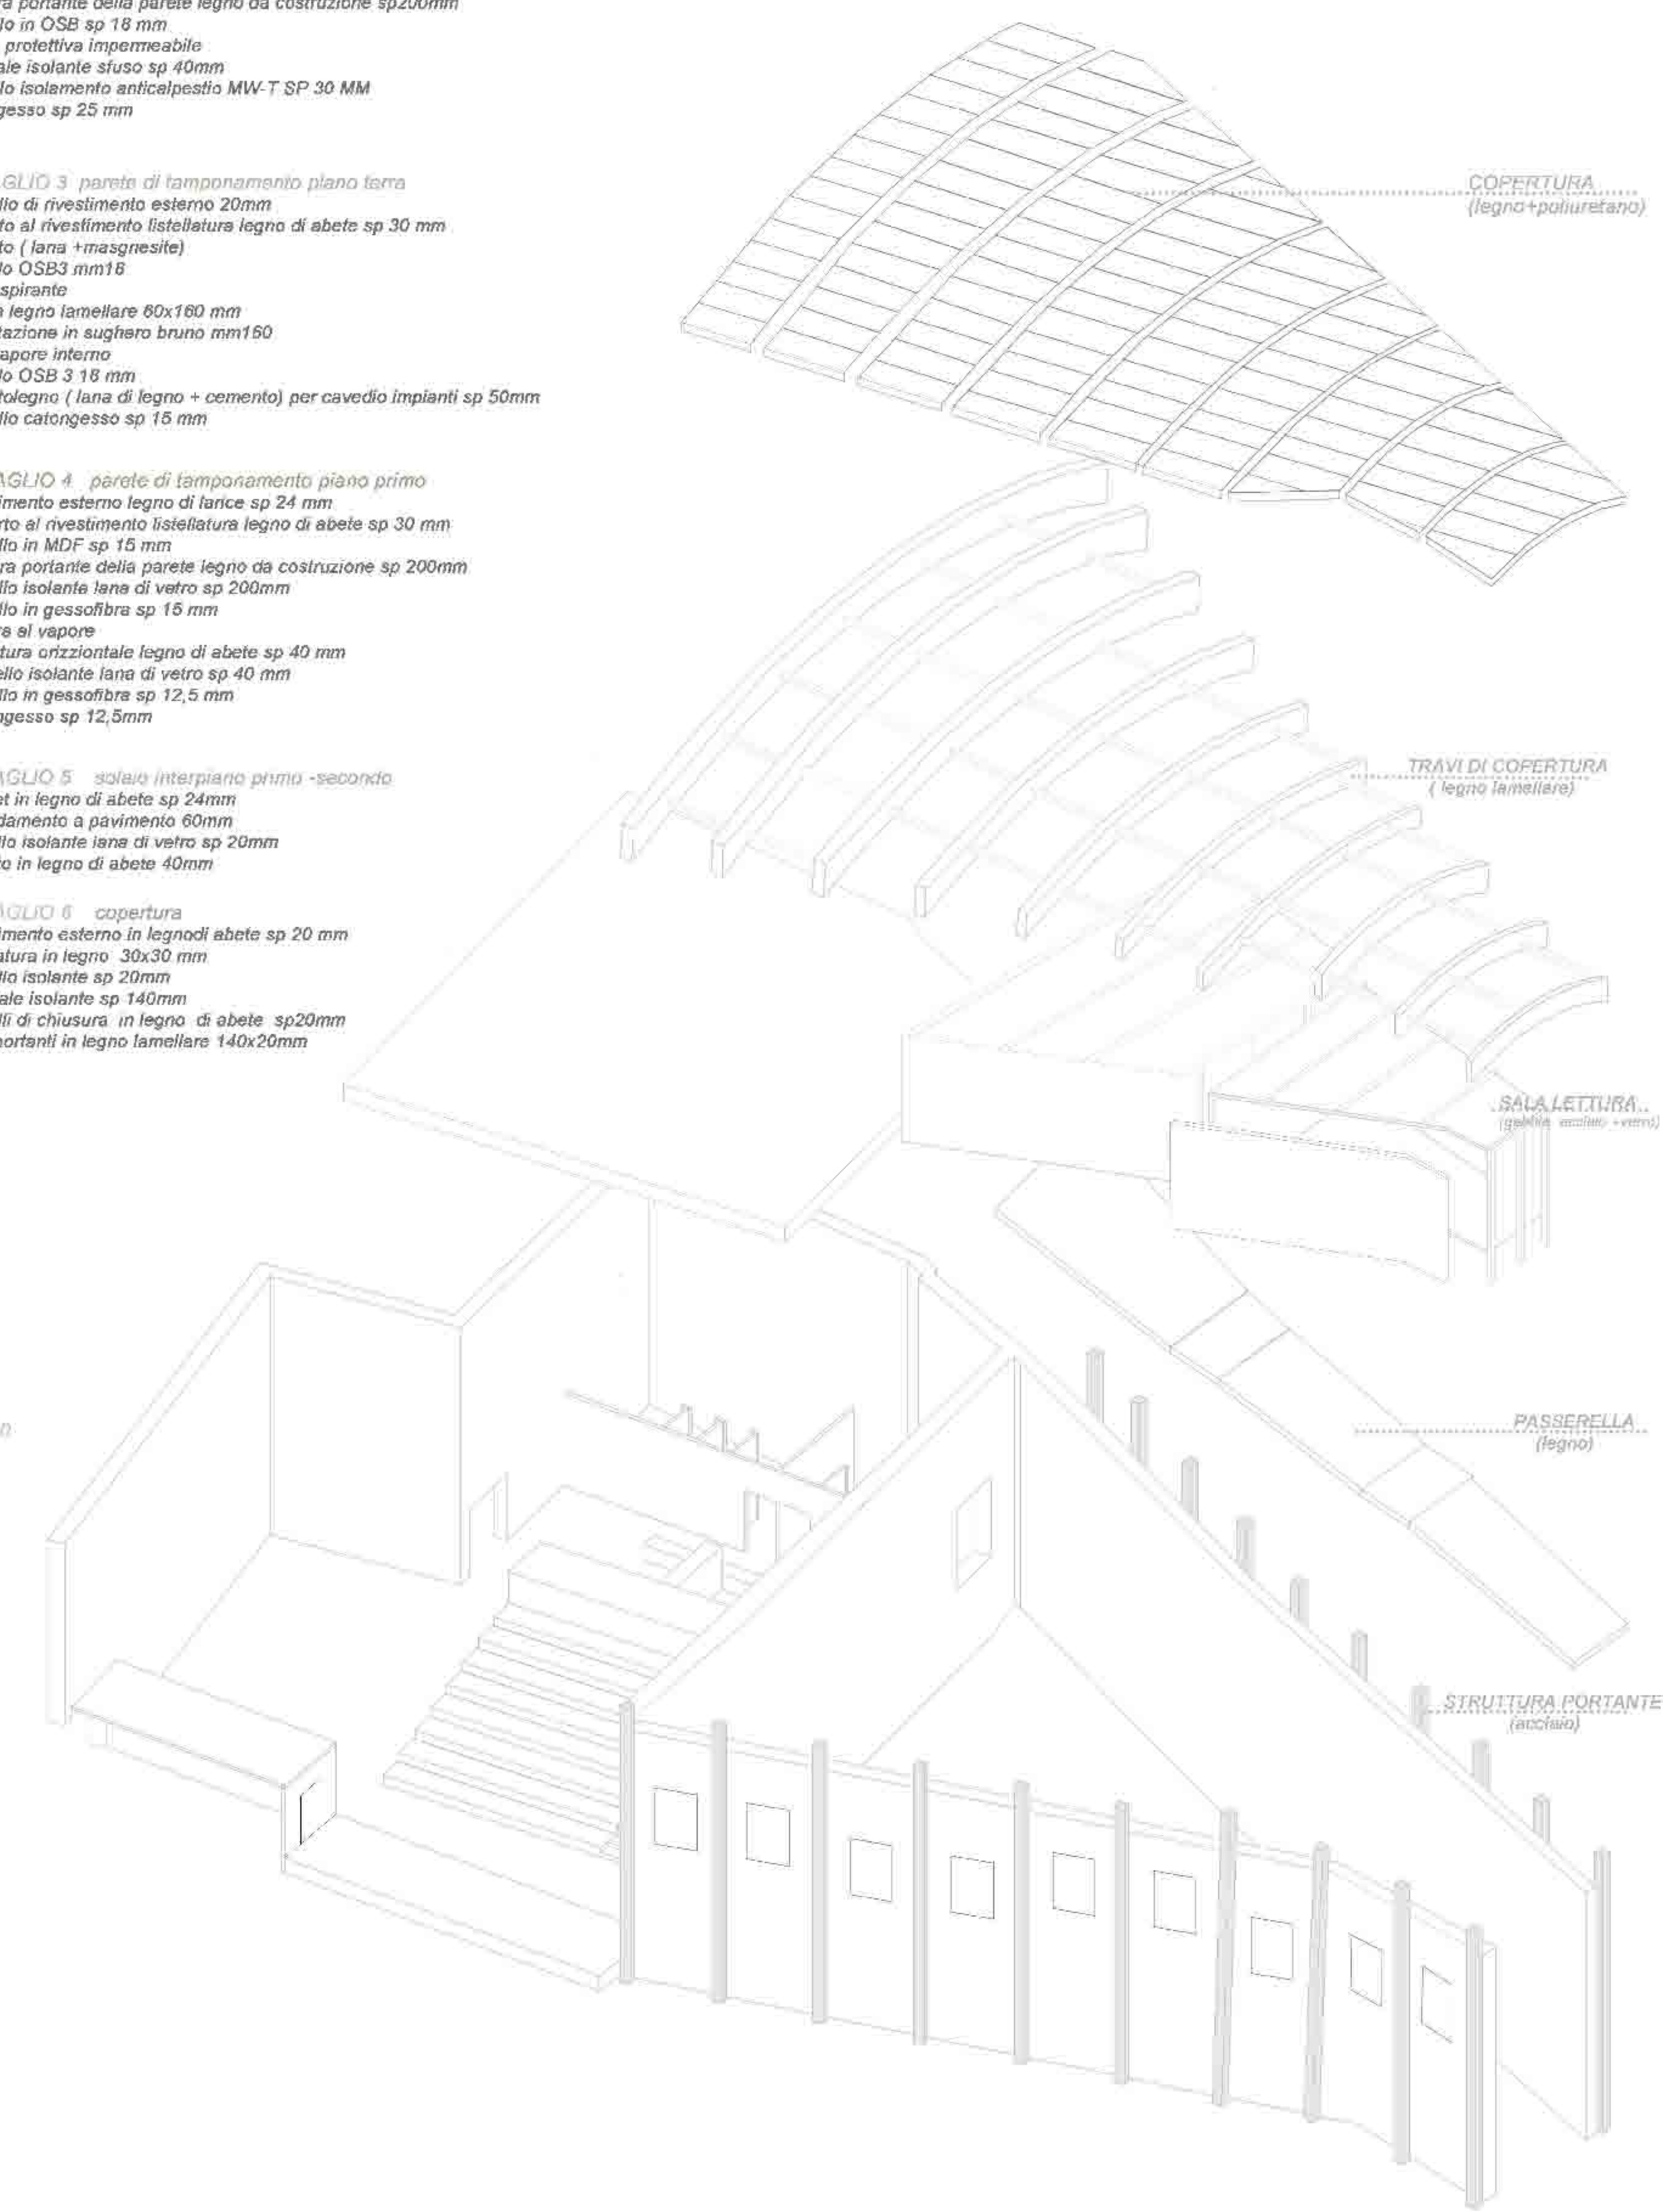 portante della parete legno da costruzione sp200mm
lo in OSB sp 18 mm
protettiva impermeabile
ale isolante sfuso sp 40mm
lo isolamento anticalpestio MW-T SP 30 MM
gesso sp 25 mm
GLIO 3 parete di tamponamento piano terra
lio di rivestimento esterno 20mm
to al rivestimento listellatura legno di abete sp 30 mm
to ( lana +masgnesite)
lo OSB3 mm18
spirante
legno lamellare 60x160 mm
tazione in sughero bruno mm160
apore interno
lo OSB 3 18 mm
tolegno ( lana di legno + cemento) per cavedio impianti sp 50mm
llo catongesso sp 15 mm
AGLIO 4 parete di tamponamento piano primo
imento esterno legno di larice sp 24 mm
rto al rivestimento listellatura legno di abete sp 30 mm
llo in MDF sp 15 mm
ra portante della parete legno da costruzione sp 200mm
llo isolante lana di vetro sp 200mm
llo in gessofibra sp 15 mm
ra al vapore
tura orizziontale legno di abete sp 40 mm
ello isolante lana di vetro sp 40 mm
llo in gessofibra sp 12,5 mm
ngesso sp 12,5mm
AGLIO 5 solaio interpiano primo -secondo
et in legno di abete sp 24mm
damento a pavimento 60mm
llo isolante lana di vetro sp 20mm
o in legno di abete 40mm
AGLIO 6 copertura
imento esterno in legnodi abete sp 20 mm
atura in legno 30x30 mm
llo isolante sp 20mm
ale isolante sp 140mm
lli di chiusura in legno di abete sp20mm
portanti in legno lamellare 140x20mm
COPERTURA
(legno+poliuretano)
TRAVI DI COPERTURA
( legno lamellare)
SALA LETTURA
PASSERELLA
(legno)
STRUTTURA PORTANTE
(acciaio)